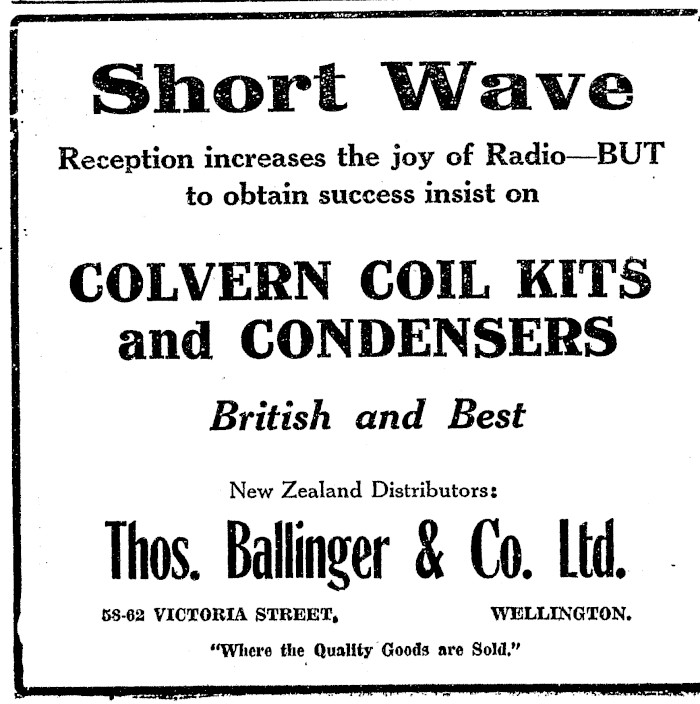 Short Wave
Reception increases the joy of Radio—BUT
to obtain success insist on
COLVERN COIL KITS
and CONDENSERS
British and Best
New Zealand Distributors:
Thos. Ballinger & Co. Ltd.
58-62 VICTORIA STREET, WELLINGTON.
"Where the Quality Goods are Sold."